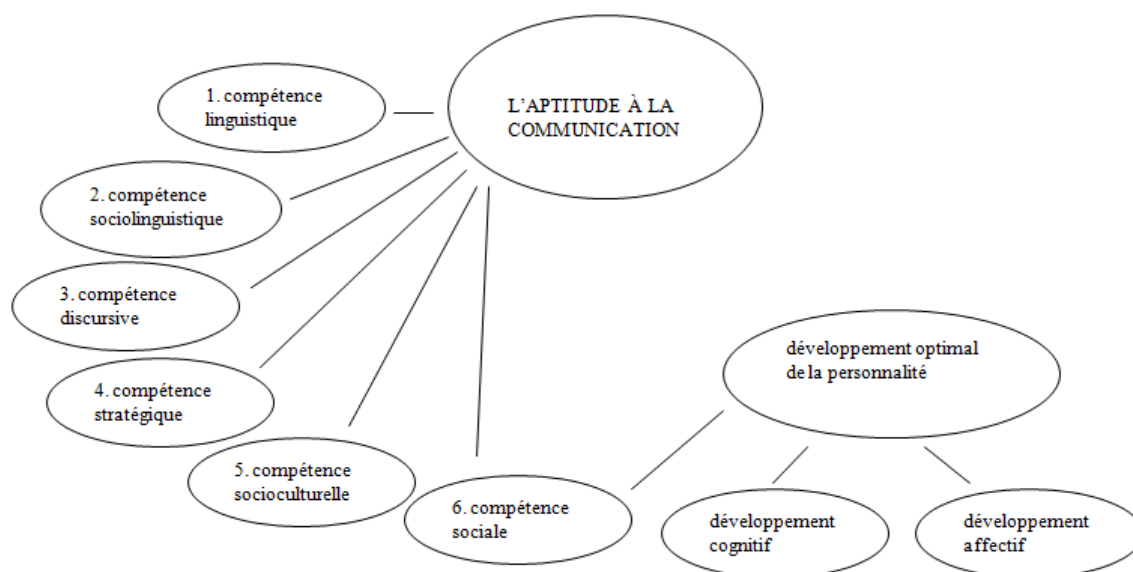 L'APTITUDE À LA
COMMUNICATION
1. compétence
linguistique
2. compétence
sociolinguistique
3. compétence
discursive
4. compétence
stratégique
5. compétence
socioculturelle
6. compétence
sociale
développement optimal
de la personnalité
développement
cognitif
développement
affectif